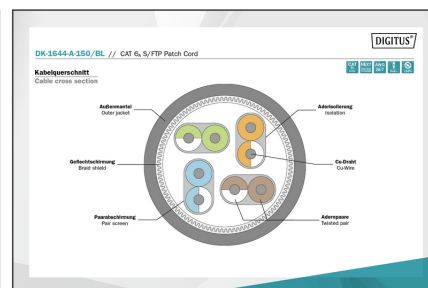 DIGITUS®
DK-1644-A-150/BL // CAT 6A S/FTP Patch Cord
Kabelquerschnitt
Cable cross section
Außenmantel
Outer jacket
Aderisolierung
Isolation
Geflechtschirmung
Braid shield
Cu-Draht
Cu-Wire
Paarabschirmung
Pair screen
Adernpaare
Twisted pair